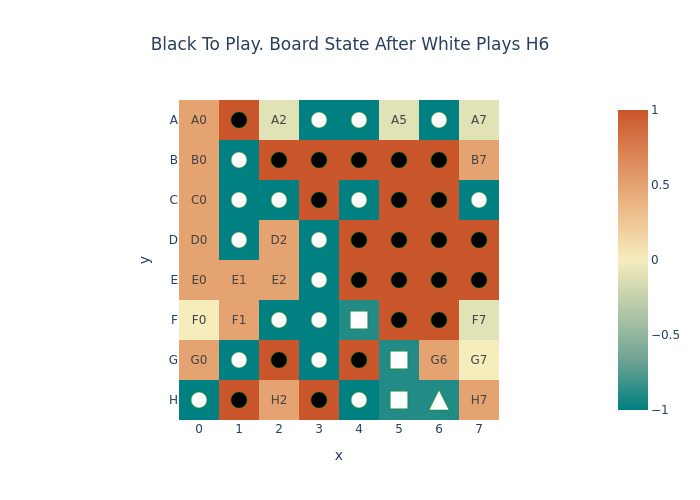 Black To Play. Board State After White Plays H6
A A0 A2 A5 A7 1
B B0 B7
C C0 0.5
D D0 D2
y
E E0 E1 E2 0
F F0 F1 F7
G G0 G6 G7 −0.5
H H2 H7 −1
0 1 2 3 4 5 6 7
x